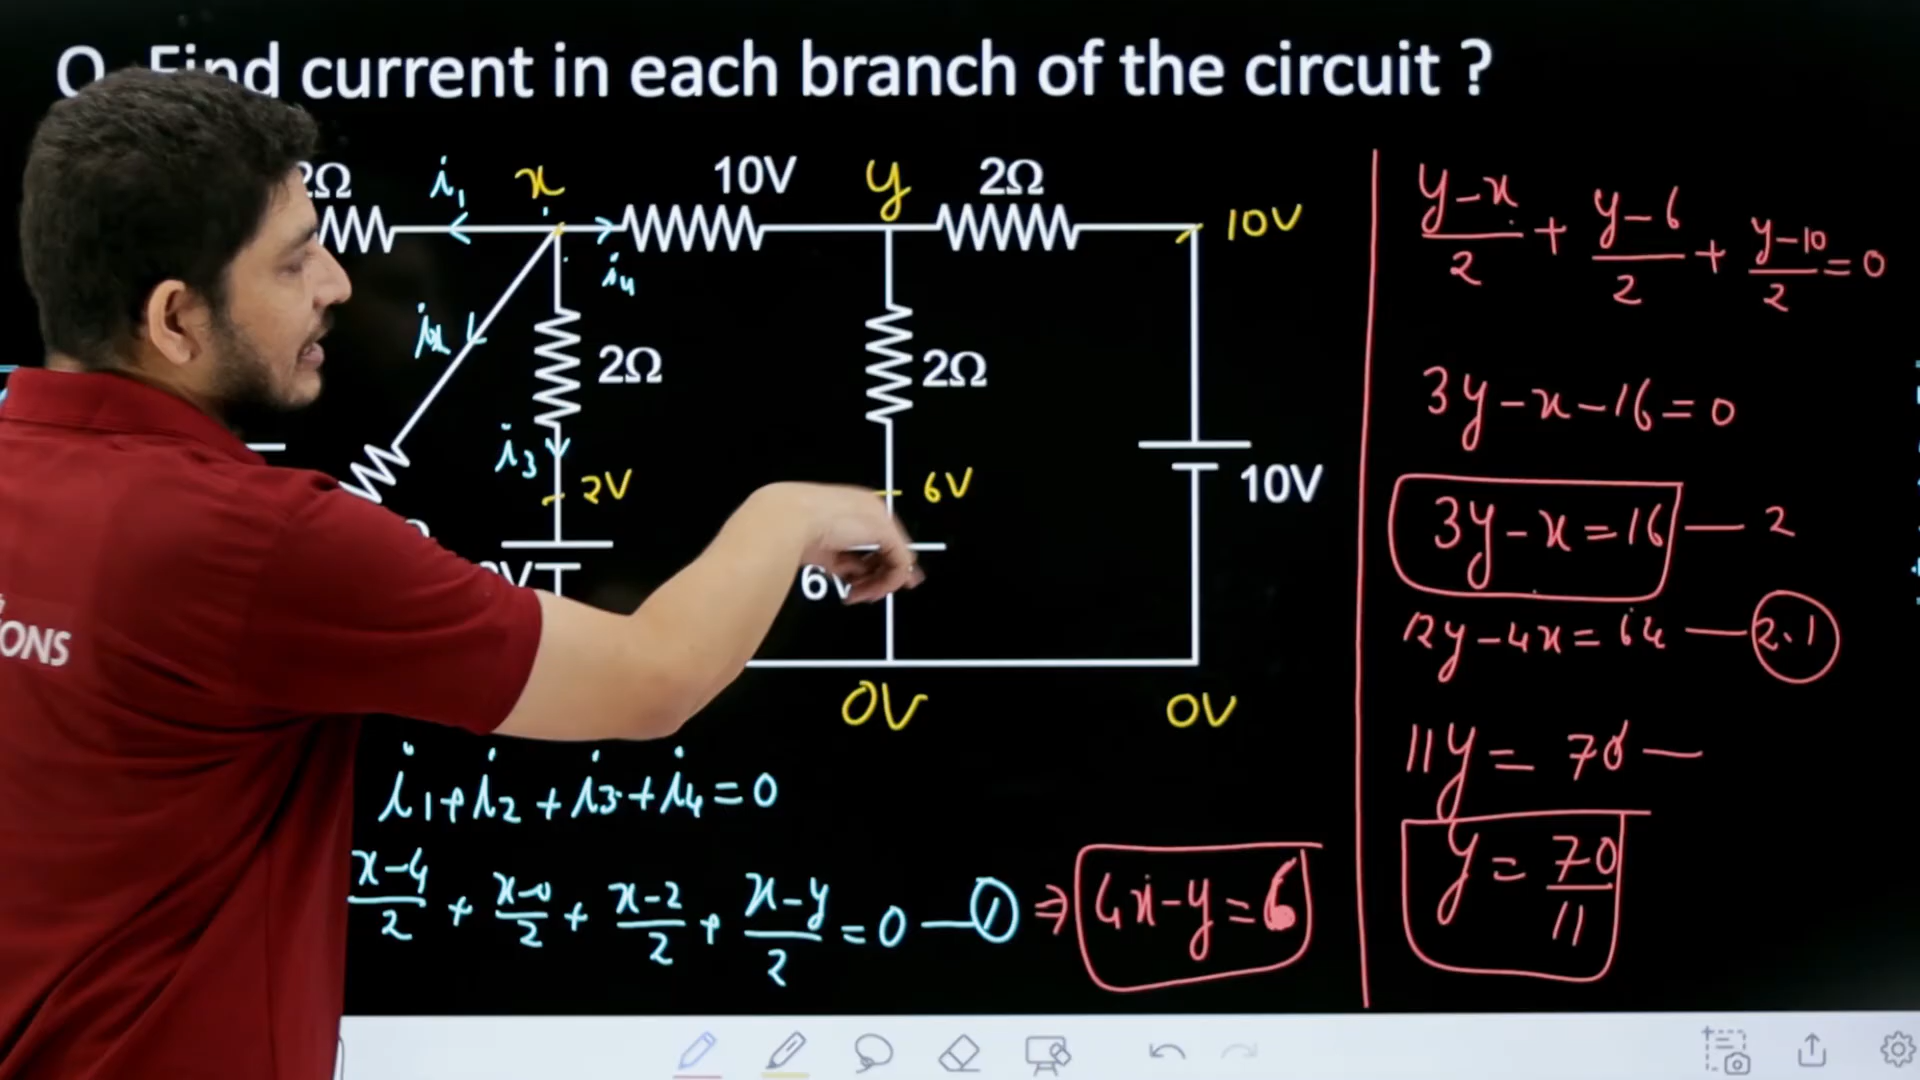 Q. Find current in each branch of the circuit ?
2Ω i₁ x 10V y 2Ω 10V
i₄
2Ω 2Ω
i₃ 2V 6V 10V
6V
ONS
0V 0V
i₁+i₂+i₃+i₄=0
(x-4)/2 + (x-0)/2 + (x-2)/2 + (x-y)/2 = 0 — ① ⇒ 4x-y=6
(y-x)/2 + (y-6)/2 + (y-10)/2 = 0
3y-x-16=0
3y-x=16 — 2
12y-4x=64 — 2.1
11y = 70 —
y = 70/11